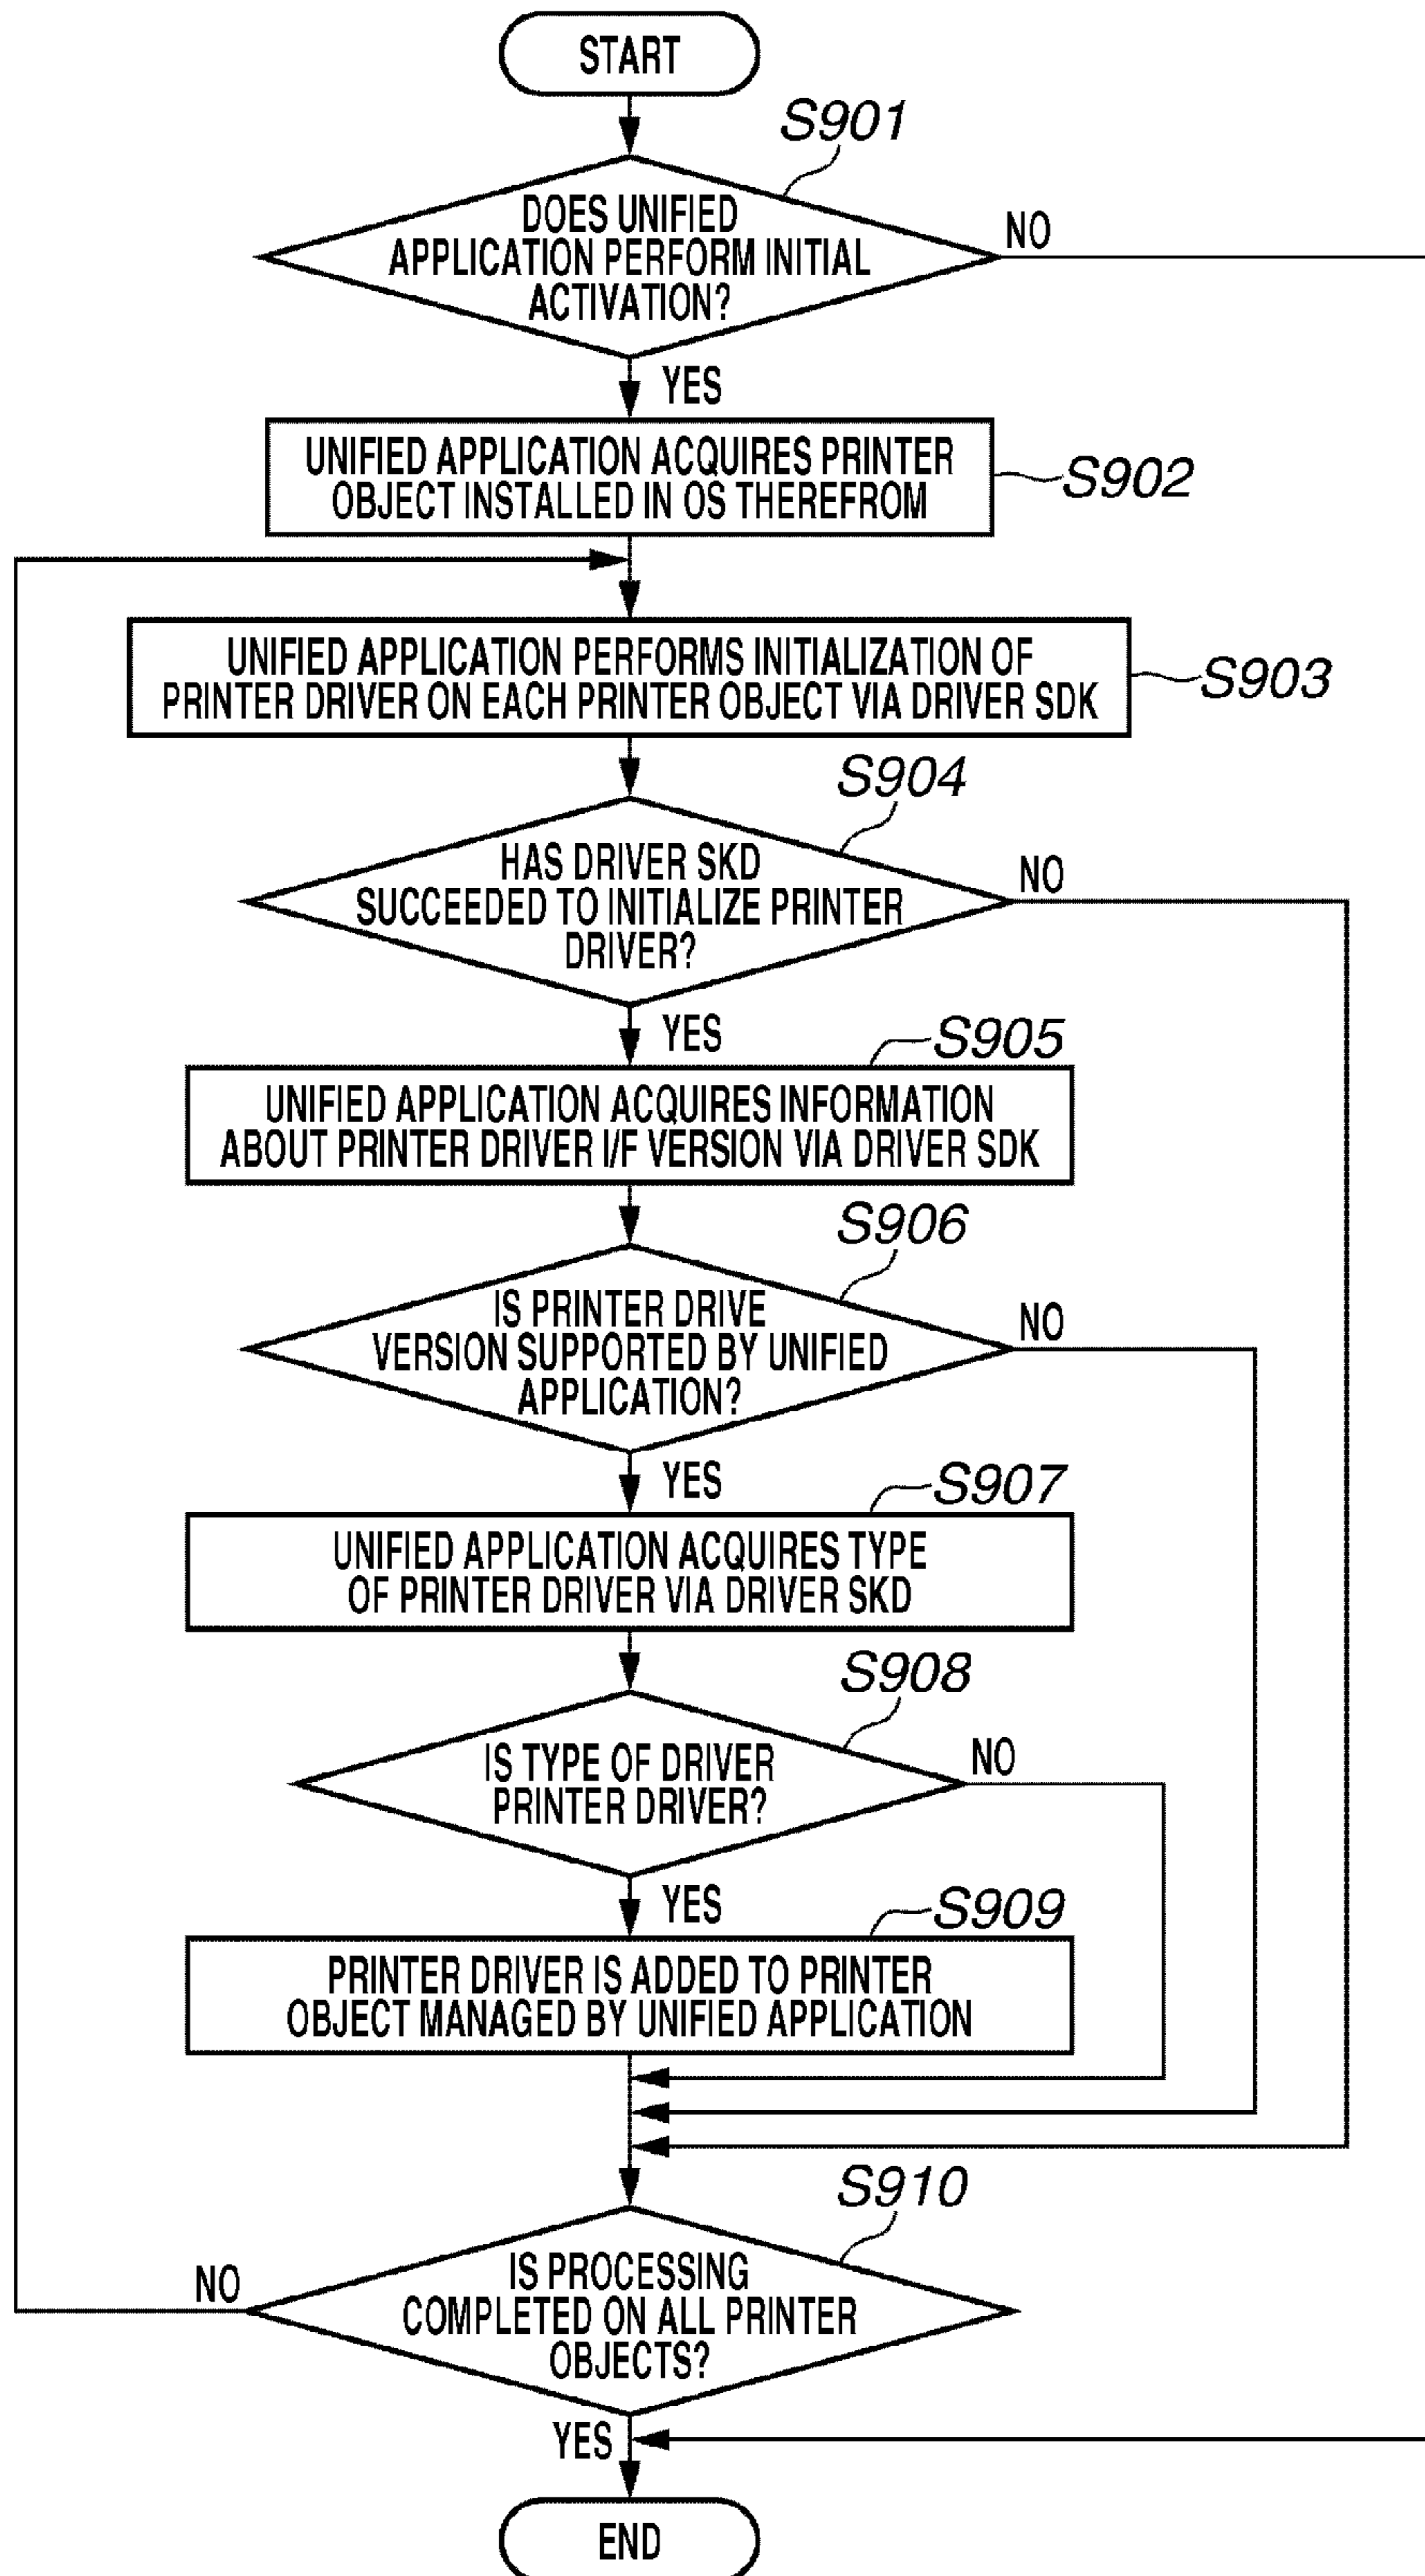 START
S901
DOES UNIFIED
APPLICATION PERFORM INITIAL
ACTIVATION?
NO
YES
UNIFIED APPLICATION ACQUIRES PRINTER
OBJECT INSTALLED IN OS THEREFROM
S902
UNIFIED APPLICATION PERFORMS INITIALIZATION OF
PRINTER DRIVER ON EACH PRINTER OBJECT VIA DRIVER SDK
S903
S904
HAS DRIVER SKD
SUCCEEDED TO INITIALIZE PRINTER
DRIVER?
NO
YES
S905
UNIFIED APPLICATION ACQUIRES INFORMATION
ABOUT PRINTER DRIVER I/F VERSION VIA DRIVER SDK
S906
IS PRINTER DRIVE
VERSION SUPPORTED BY UNIFIED
APPLICATION?
NO
YES
S907
UNIFIED APPLICATION ACQUIRES TYPE
OF PRINTER DRIVER VIA DRIVER SKD
S908
IS TYPE OF DRIVER
PRINTER DRIVER?
NO
YES
S909
PRINTER DRIVER IS ADDED TO PRINTER
OBJECT MANAGED BY UNIFIED APPLICATION
S910
IS PROCESSING
COMPLETED ON ALL PRINTER
OBJECTS?
NO
YES
END